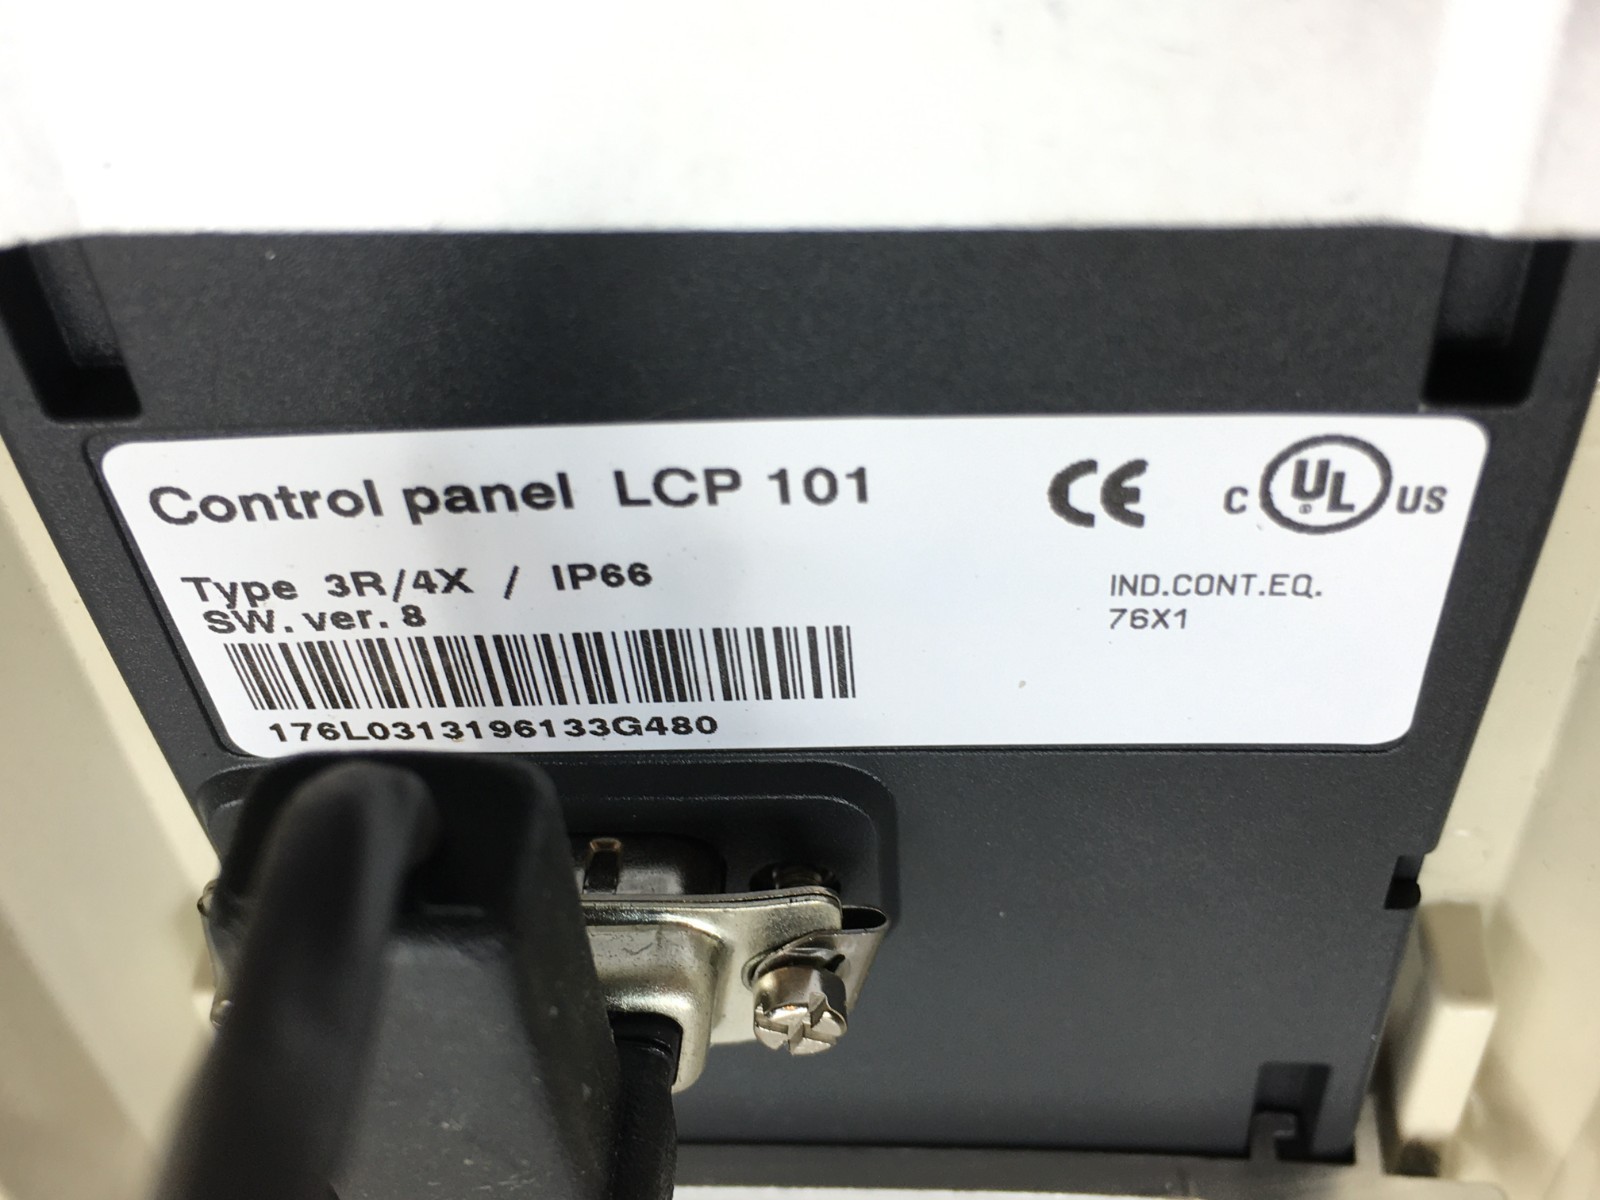 Control panel LCP 101
CE
C UL US
Type 3R/4X / IP66
SW. ver. 8
IND.CONT.EQ.
76X1
176L0313196133G480